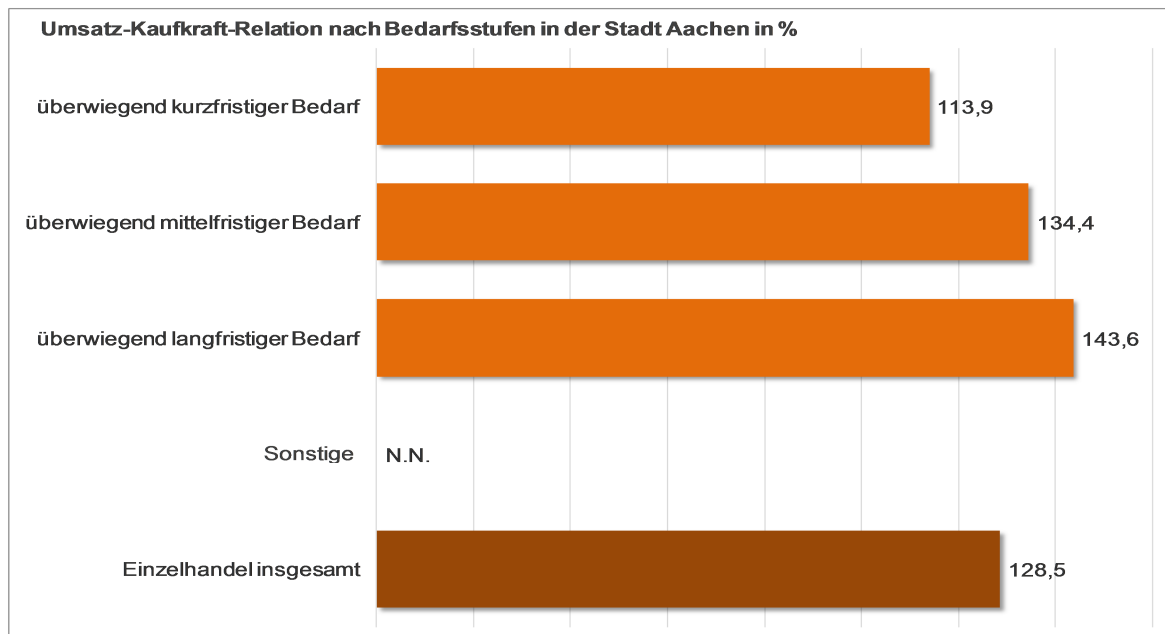 Umsatz-Kaufkraft-Relation nach Bedarfsstufen in der Stadt Aachen in %
überwiegend kurzfristiger Bedarf 113,9
überwiegend mittelfristiger Bedarf 134,4
überwiegend langfristiger Bedarf 143,6
Sonstige N.N.
Einzelhandel insgesamt 128,5